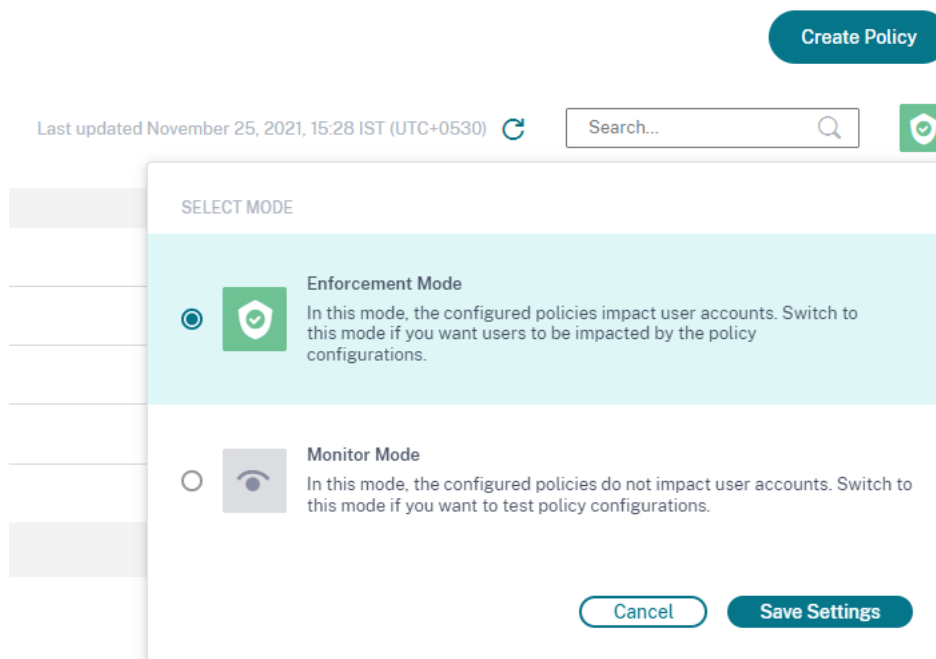 Create Policy
Last updated November 25, 2021, 15:28 IST (UTC+0530)
Search...
SELECT MODE
Enforcement Mode
In this mode, the configured policies impact user accounts. Switch to
this mode if you want users to be impacted by the policy
configurations.
Monitor Mode
In this mode, the configured policies do not impact user accounts. Switch to
this mode if you want to test policy configurations.
Cancel
Save Settings